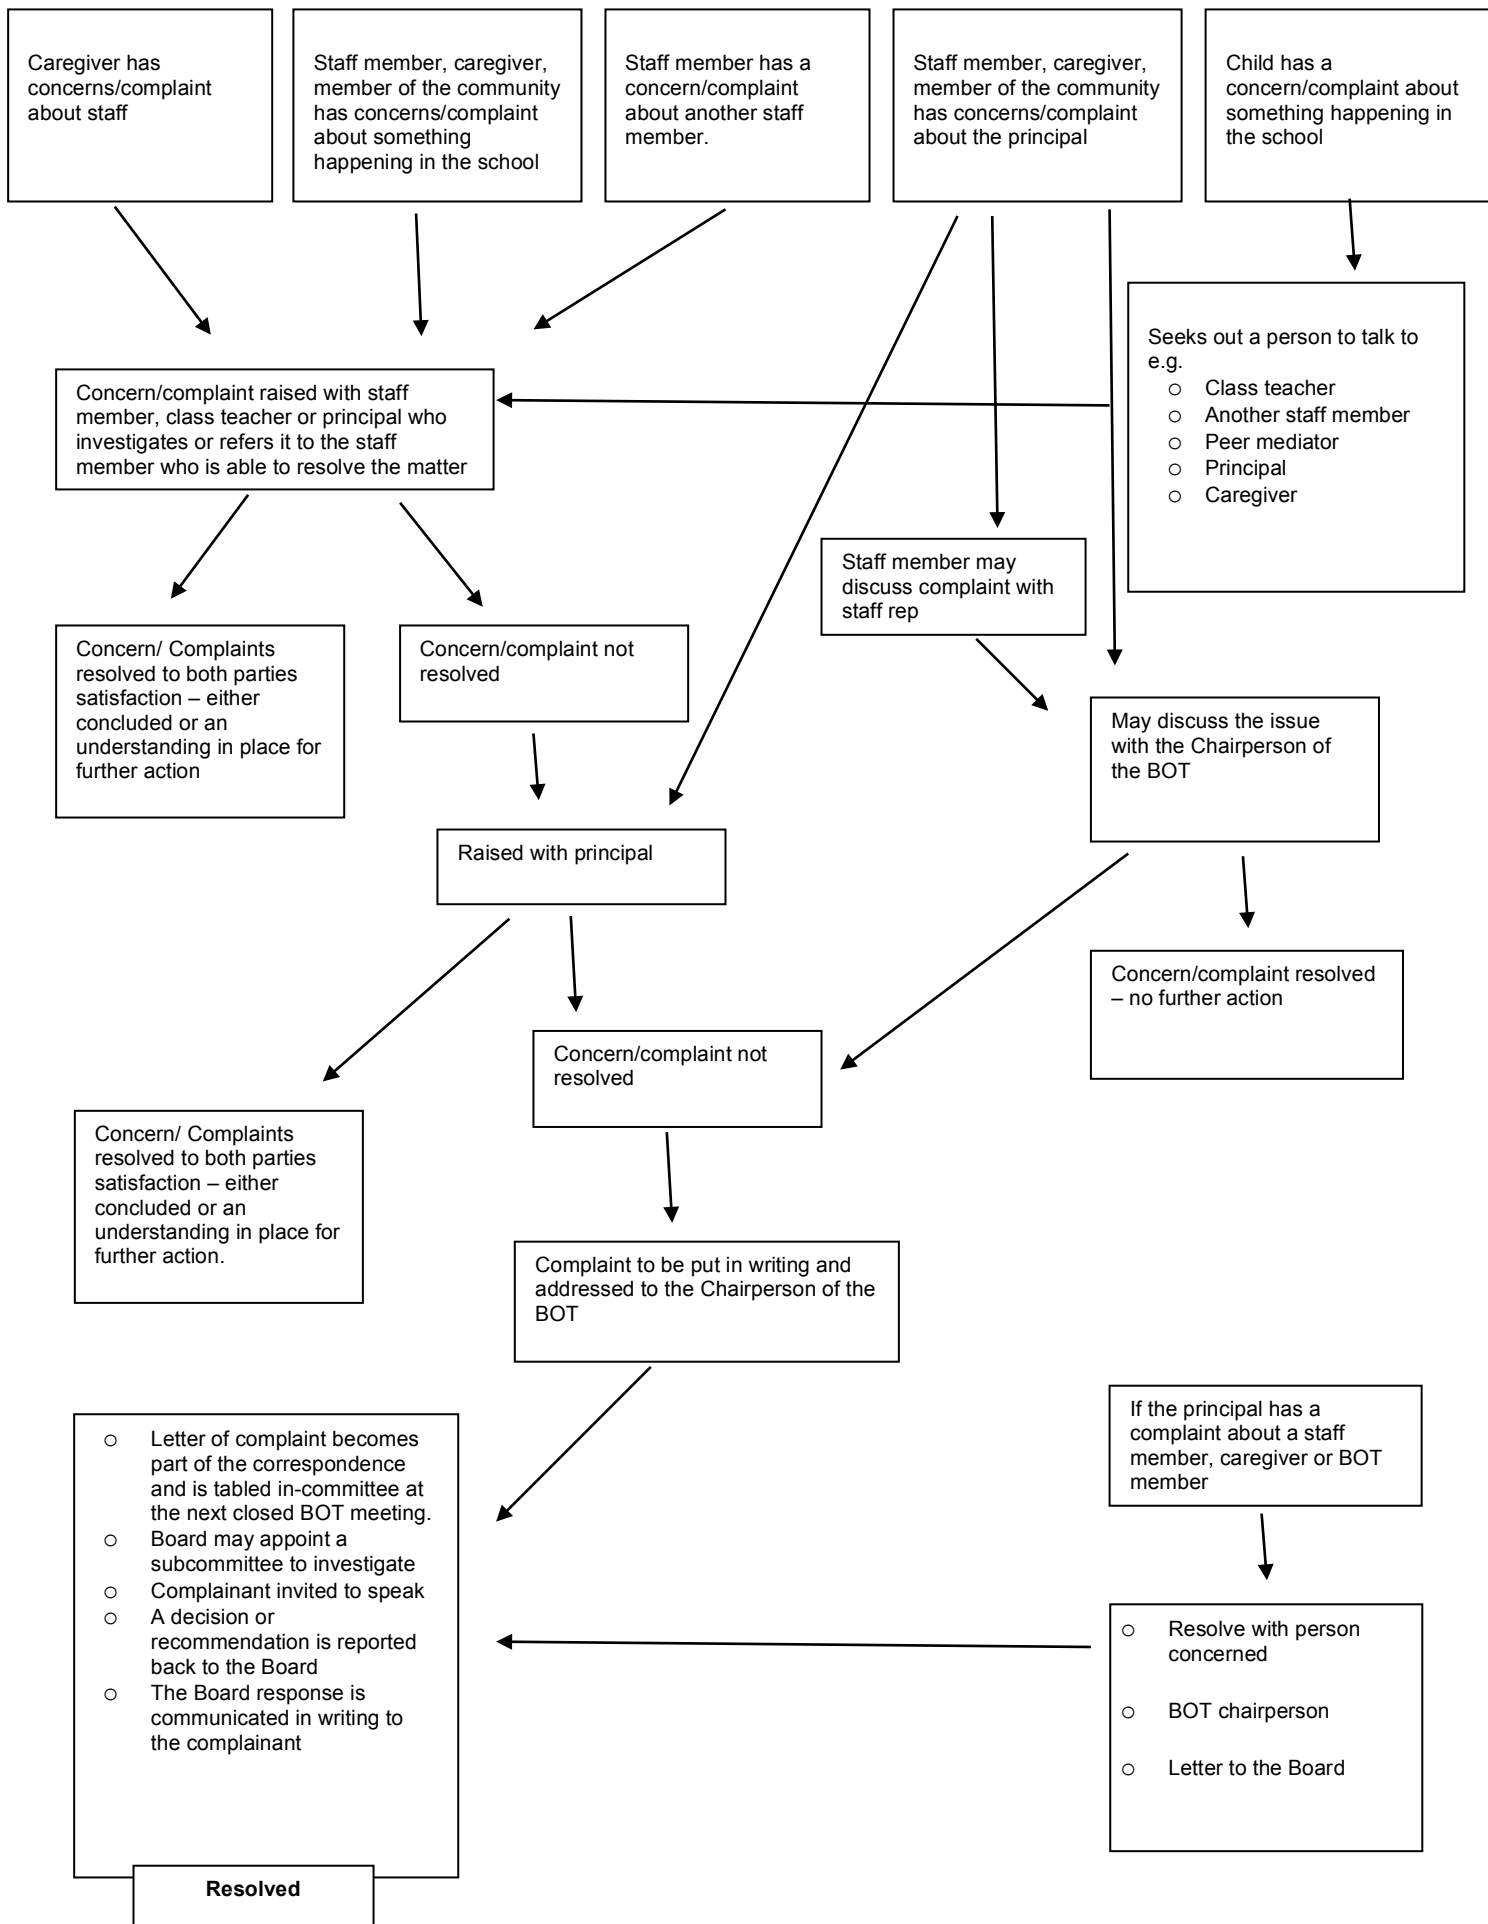 Caregiver has
concerns/complaint
about staff
Staff member, caregiver,
member of the community
has concerns/complaint
about something
happening in the school
Staff member has a
concern/complaint
about another staff
member.
Staff member, caregiver,
member of the community
has concerns/complaint
about the principal
Child has a
concern/complaint about
something happening in
the school
Seeks out a person to talk to
e.g.
o Class teacher
o Another staff member
o Peer mediator
o Principal
o Caregiver
Concern/complaint raised with staff
member, class teacher or principal who
investigates or refers it to the staff
member who is able to resolve the matter
Staff member may
discuss complaint with
staff rep
Concern/ Complaints
resolved to both parties
satisfaction – either
concluded or an
understanding in place for
further action
Concern/complaint not
resolved
May discuss the issue
with the Chairperson of
the BOT
Raised with principal
Concern/complaint resolved
– no further action
Concern/complaint not
resolved
Concern/ Complaints
resolved to both parties
satisfaction – either
concluded or an
understanding in place for
further action.
Complaint to be put in writing and
addressed to the Chairperson of the
BOT
If the principal has a
complaint about a staff
member, caregiver or BOT
member
o Letter of complaint becomes
part of the correspondence
and is tabled in-committee at
the next closed BOT meeting.
o Board may appoint a
subcommittee to investigate
o Complainant invited to speak
o A decision or
recommendation is reported
back to the Board
o The Board response is
communicated in writing to
the complainant
o Resolve with person
concerned
o BOT chairperson
o Letter to the Board
Resolved